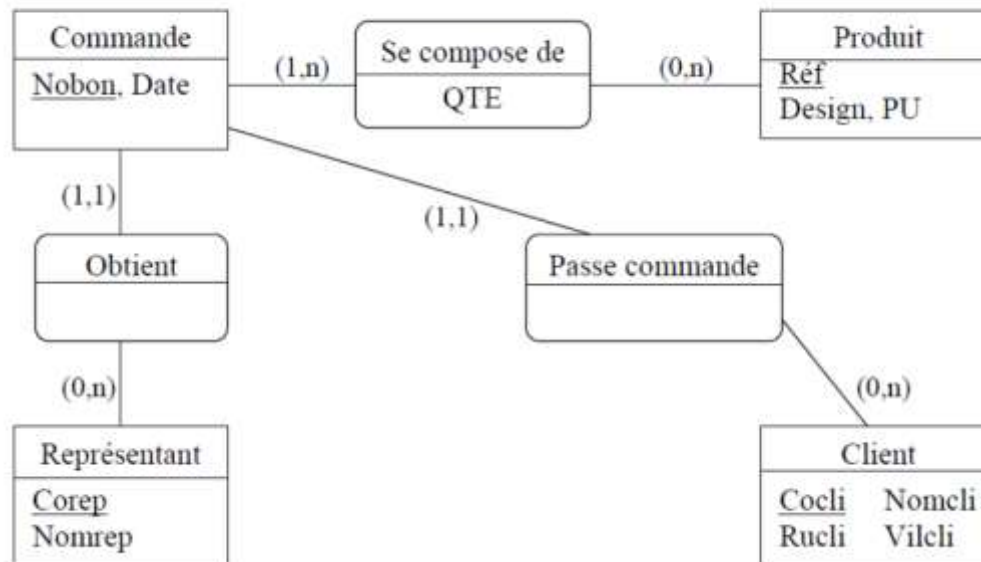 Commande
Nobon, Date
(1,n)
Se compose de
QTE
(0,n)
Produit
Réf
Design, PU
(1,1)
(1,1)
Obtient
Passe commande
(0,n)
(0,n)
Représentant
Corep
Nomrep
Client
Cocli Nomcli
Rucli Vilcli